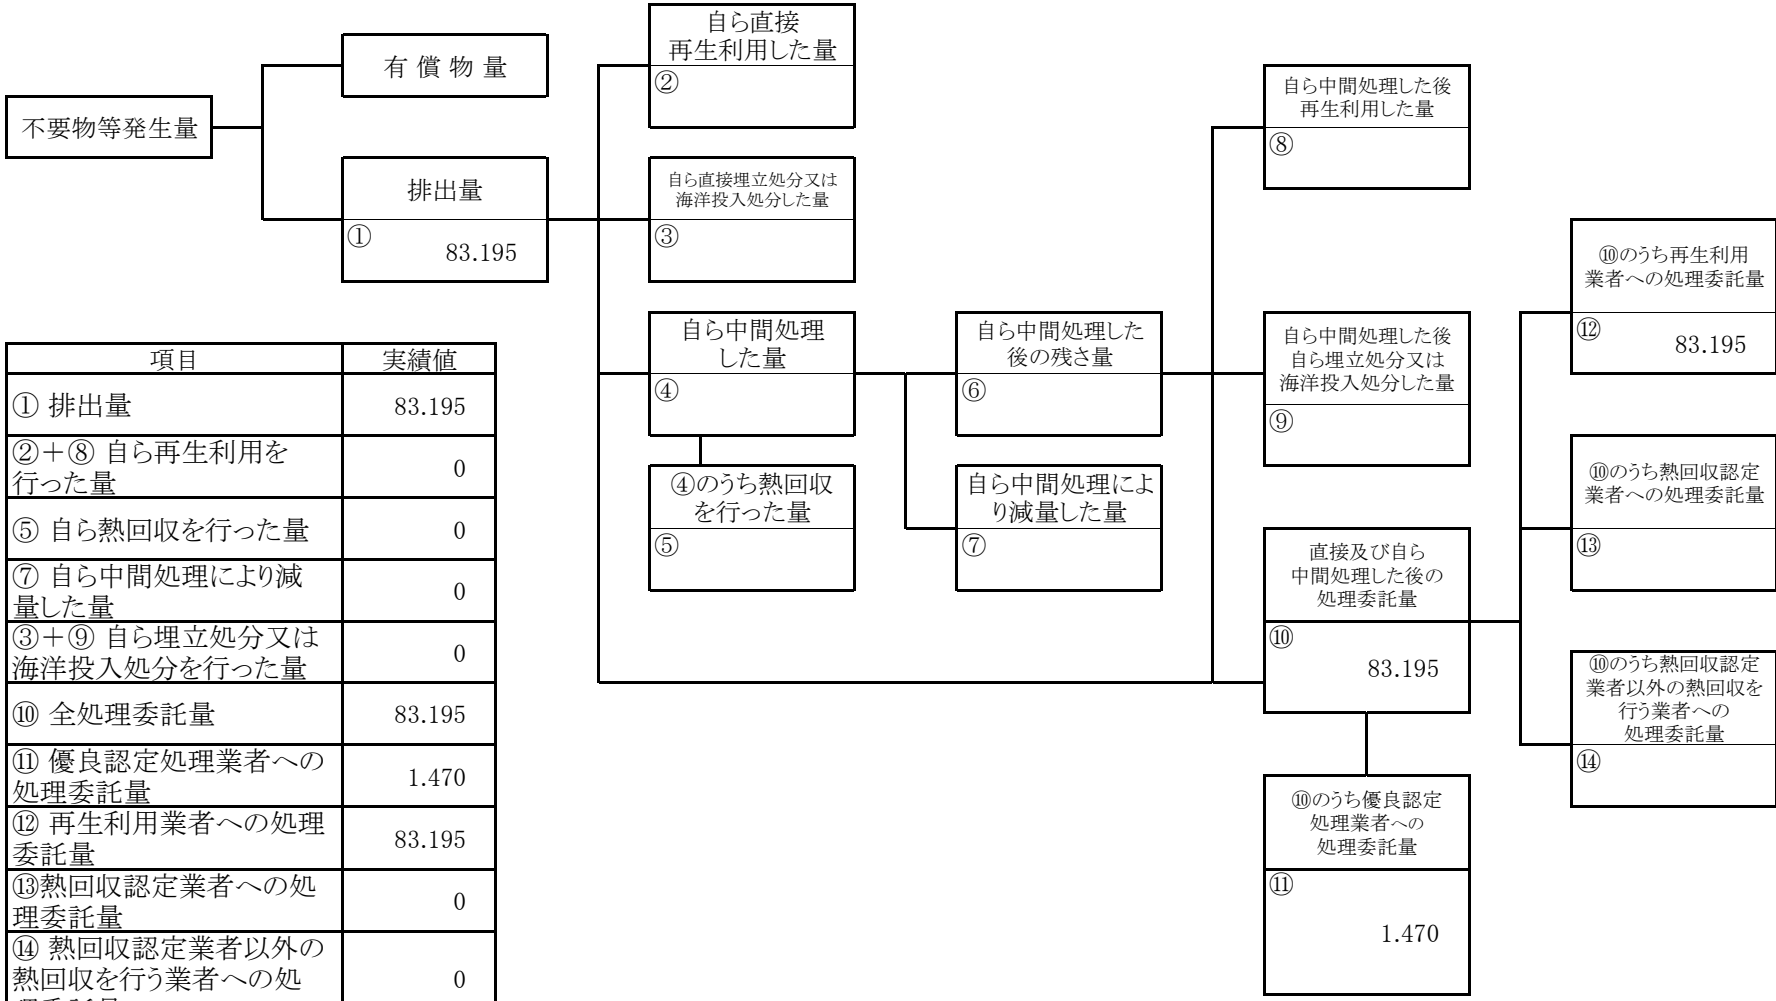 不要物等発生量
有 償 物 量
排出量
①
83.195
自ら直接
再生利用した量
②
自ら直接埋立処分又は
海洋投入処分した量
③
自ら中間処理
した量
④
④のうち熱回収
を行った量
⑤
自ら中間処理した
後の残さ量
⑥
自ら中間処理によ
り減量した量
⑦
自ら中間処理した後
再生利用した量
⑧
自ら中間処理した後
自ら埋立処分又は
海洋投入処分した量
⑨
直接及び自ら
中間処理した後の
処理委託量
⑩
83.195
⑩のうち優良認定
処理業者への
処理委託量
⑪
1.470
⑩のうち再生利用
業者への処理委託量
⑫
83.195
⑩のうち熱回収認定
業者への処理委託量
⑬
⑩のうち熱回収認定
業者以外の熱回収を
行う業者への
処理委託量
⑭
項目 実績値
① 排出量 83.195
②＋⑧ 自ら再生利用を
行った量 0
⑤ 自ら熱回収を行った量 0
⑦ 自ら中間処理により減
量した量 0
③＋⑨ 自ら埋立処分又は
海洋投入処分を行った量 0
⑩ 全処理委託量 83.195
⑪ 優良認定処理業者への
処理委託量 1.470
⑫ 再生利用業者への処理
委託量 83.195
⑬熱回収認定業者への処
理委託量 0
⑭ 熱回収認定業者以外の
熱回収を行う業者への処 0